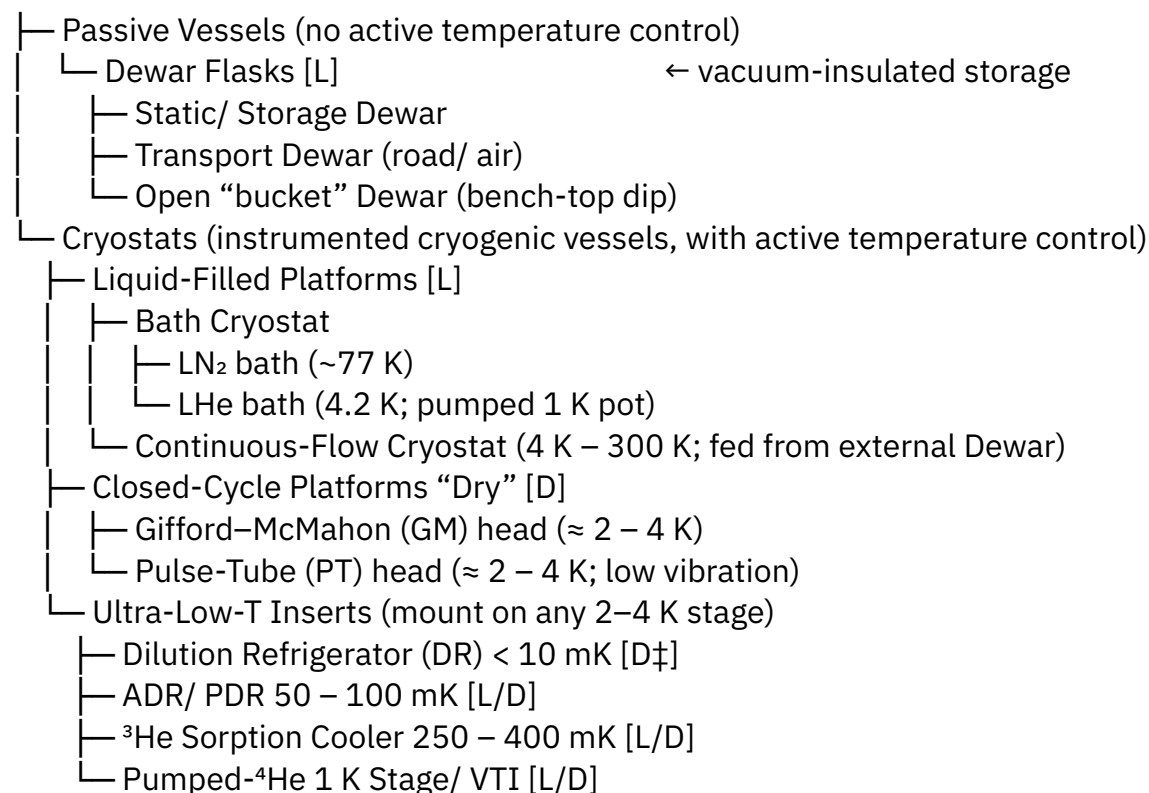 ├─ Passive Vessels (no active temperature control)
│   └─ Dewar Flasks [L]                                  ← vacuum-insulated storage
│       ├─ Static/ Storage Dewar
│       ├─ Transport Dewar (road/ air)
│       └─ Open “bucket” Dewar (bench-top dip)
└─ Cryostats (instrumented cryogenic vessels, with active temperature control)
    ├─ Liquid-Filled Platforms [L]
    │   ├─ Bath Cryostat
    │   │   ├─ LN₂ bath (~77 K)
    │   │   └─ LHe bath (4.2 K; pumped 1 K pot)
    │   └─ Continuous-Flow Cryostat (4 K – 300 K; fed from external Dewar)
    ├─ Closed-Cycle Platforms “Dry” [D]
    │   ├─ Gifford–McMahon (GM) head (≈ 2 – 4 K)
    │   └─ Pulse-Tube (PT) head (≈ 2 – 4 K; low vibration)
    └─ Ultra-Low-T Inserts (mount on any 2–4 K stage)
        ├─ Dilution Refrigerator (DR) < 10 mK [D‡]
        ├─ ADR/ PDR 50 – 100 mK [L/D]
        ├─ ³He Sorption Cooler 250 – 400 mK [L/D]
        └─ Pumped-⁴He 1 K Stage/ VTI [L/D]